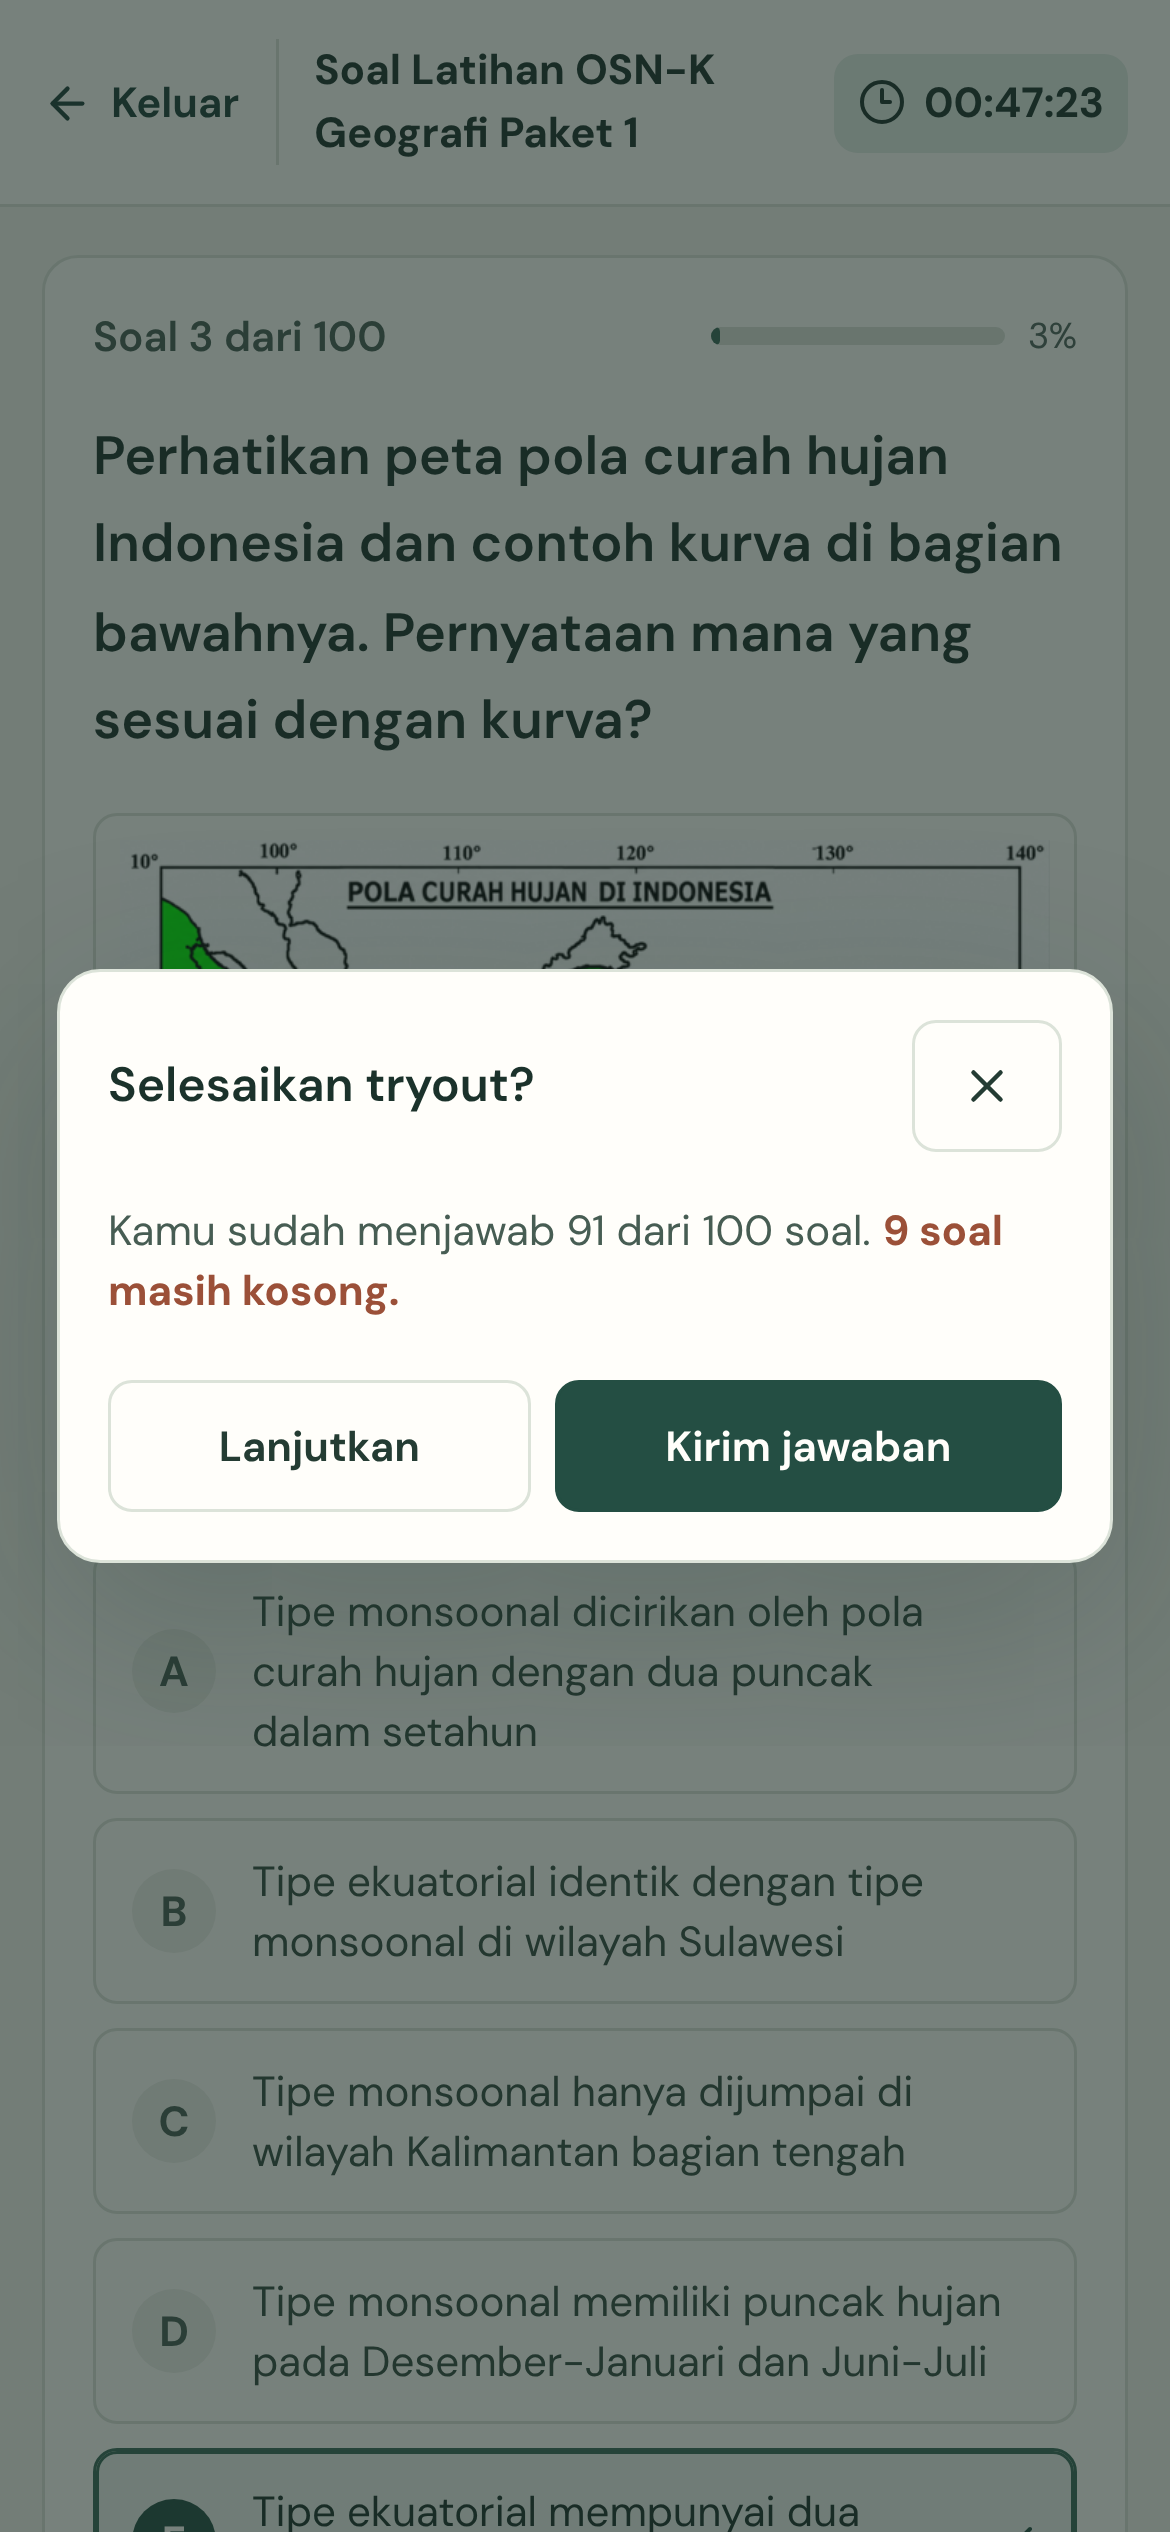 Keluar
Soal Latihan OSN-K
Geografi Paket 1
00:47:23
Soal 3 dari 100
3%
Perhatikan peta pola curah hujan
Indonesia dan contoh kurva di bagian
bawahnya. Pernyataan mana yang
sesuai dengan kurva?
10° 100° 110° 120° 130° 140°
POLA CURAH HUJAN DI INDONESIA
Selesaikan tryout?
Kamu sudah menjawab 91 dari 100 soal. 9 soal
masih kosong.
Lanjutkan
Kirim jawaban
A
Tipe monsoonal dicirikan oleh pola
curah hujan dengan dua puncak
dalam setahun
B
Tipe ekuatorial identik dengan tipe
monsoonal di wilayah Sulawesi
C
Tipe monsoonal hanya dijumpai di
wilayah Kalimantan bagian tengah
D
Tipe monsoonal memiliki puncak hujan
pada Desember-Januari dan Juni-Juli
Tipe ekuatorial mempunyai dua